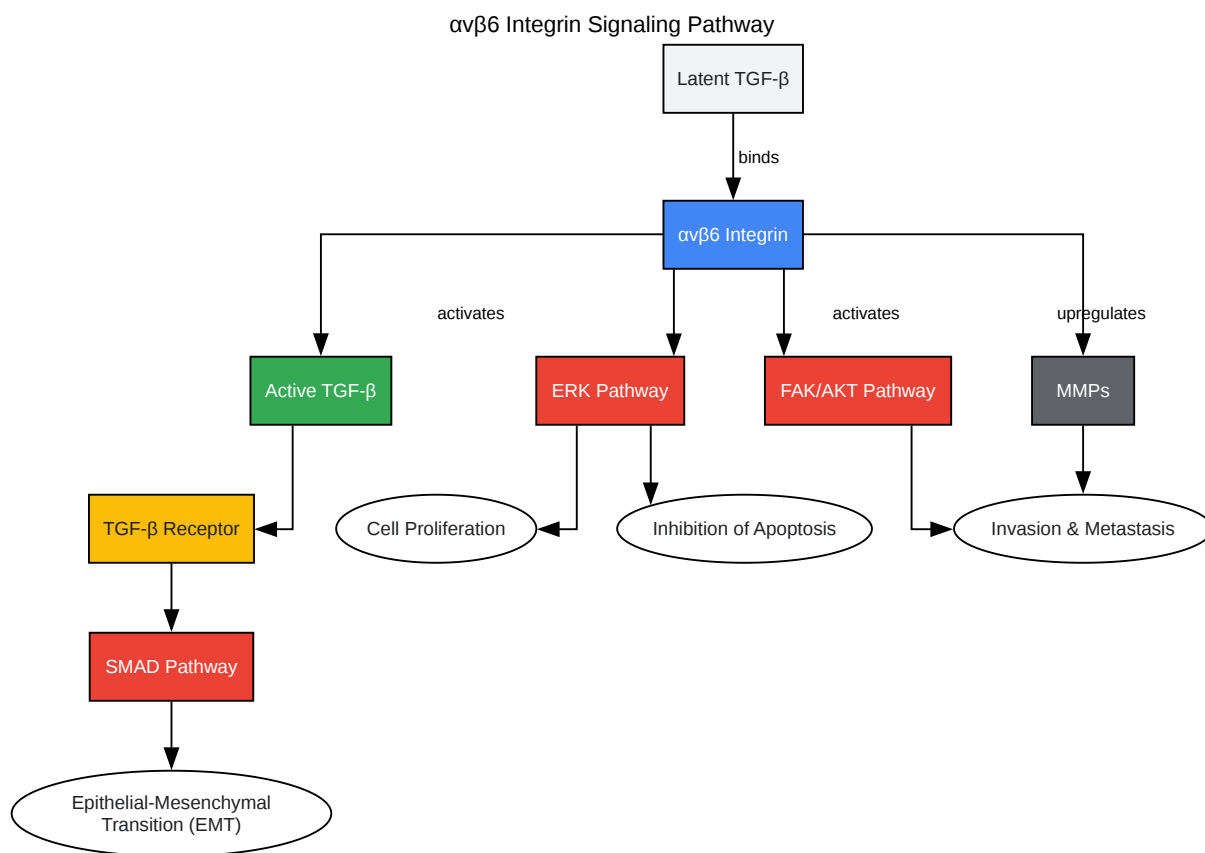 αvβ6 Integrin Signaling Pathway
Latent TGF-β
binds
αvβ6 Integrin
activates
activates
upregulates
Active TGF-β
ERK Pathway
FAK/AKT Pathway
MMPs
TGF-β Receptor
Cell Proliferation
Inhibition of Apoptosis
Invasion & Metastasis
SMAD Pathway
Epithelial-Mesenchymal
Transition (EMT)